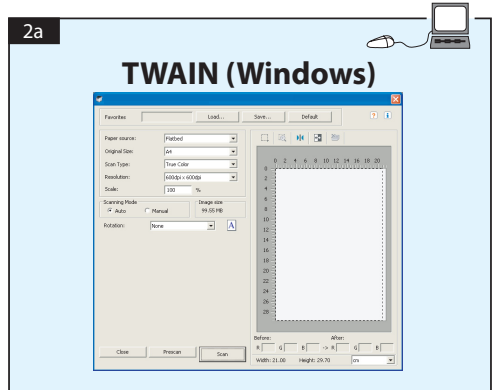 2a
TWAIN (Windows)
Favorites Load... Save... Default ? i
Paper source: Flatbed
Original Size: A4
Scan Type: True Color
Resolution: 600dpi x 600dpi
Scale: 100 %
Scanning Mode Image size
Auto Manual 99.55 MB
Rotation: None A
0 2 4 6 8 10 12 14 16 18 20
0
2
4
6
8
10
12
14
16
18
20
22
24
26
28
Before: After:
R G B -> R G B
Close Prescan Scan
Width: 21.00 Height: 29.70 cm